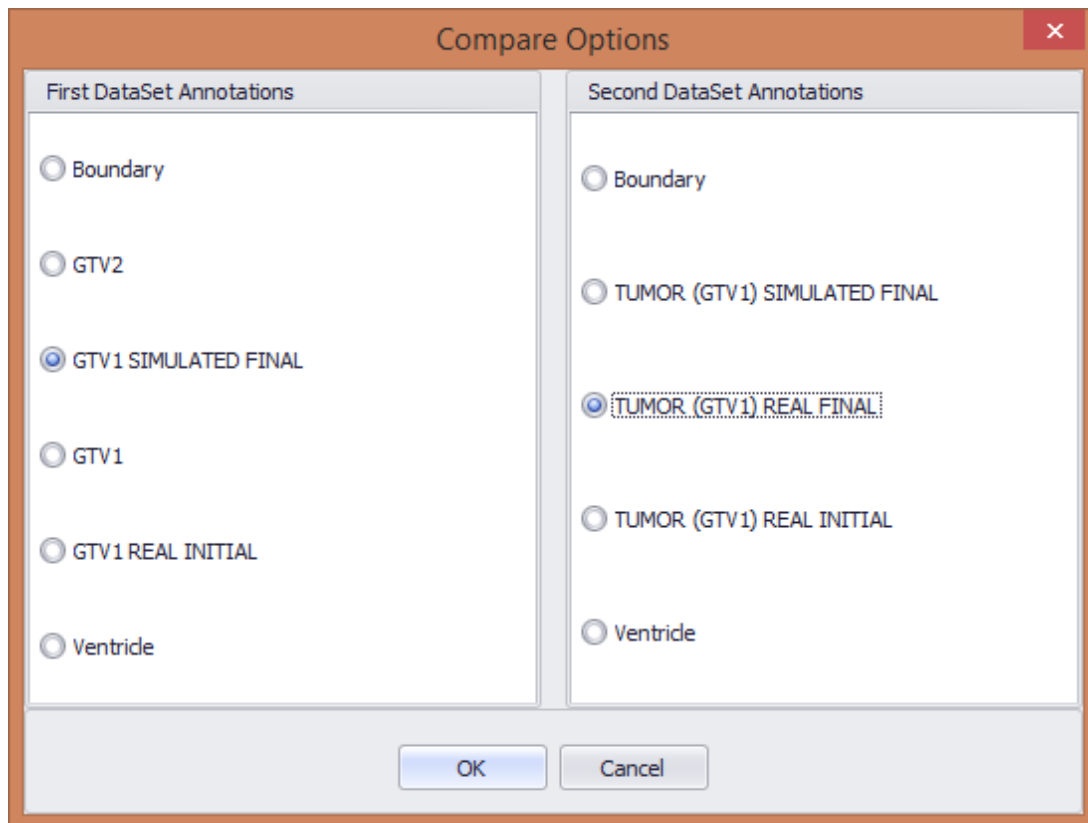 Compare Options
First DataSet Annotations
Boundary
GTV2
GTV1 SIMULATED FINAL
GTV1
GTV1 REAL INITIAL
Ventricle
Second DataSet Annotations
Boundary
TUMOR (GTV1) SIMULATED FINAL
TUMOR (GTV1) REAL FINAL
TUMOR (GTV1) REAL INITIAL
Ventricle
OK
Cancel